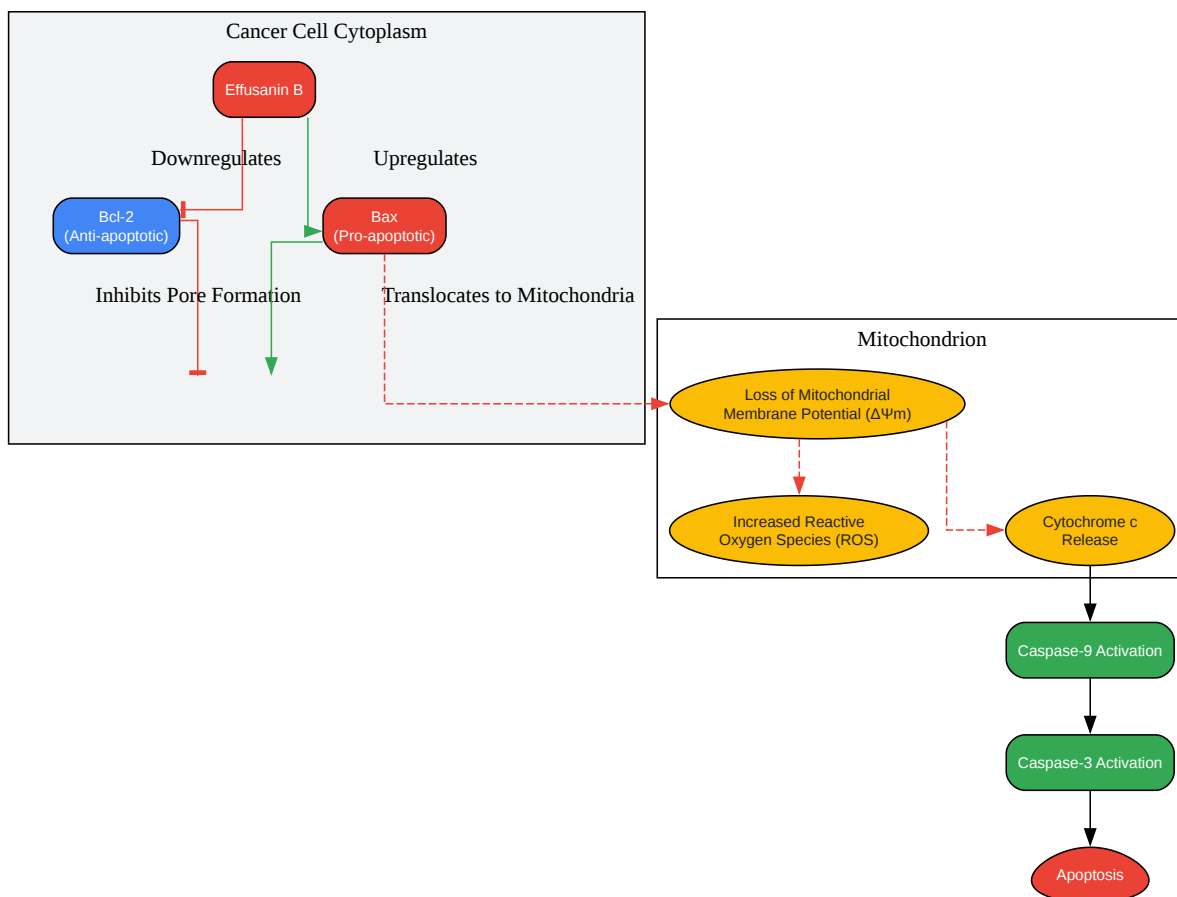 Cancer Cell Cytoplasm
Effusanin B
Downregulates
Upregulates
Bcl-2
(Anti-apoptotic)
Bax
(Pro-apoptotic)
Inhibits Pore Formation
Translocates to Mitochondria
Mitochondrion
Loss of Mitochondrial
Membrane Potential (ΔΨm)
Increased Reactive
Oxygen Species (ROS)
Cytochrome c
Release
Caspase-9 Activation
Caspase-3 Activation
Apoptosis